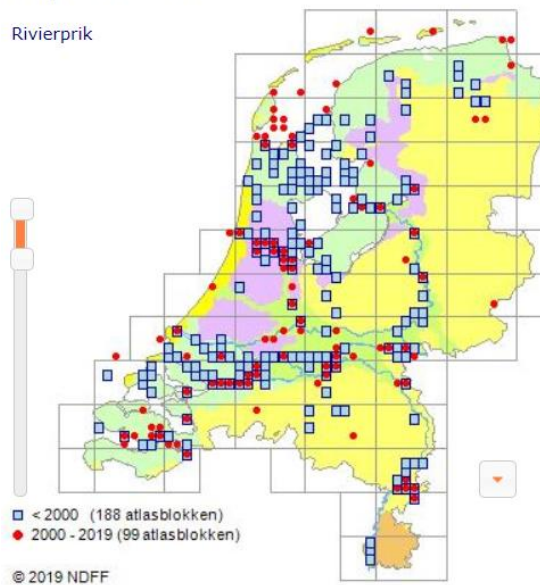 Rivierprik
< 2000 (188 atlasblokken)
2000 - 2019 (99 atlasblokken)
© 2019 NDFF